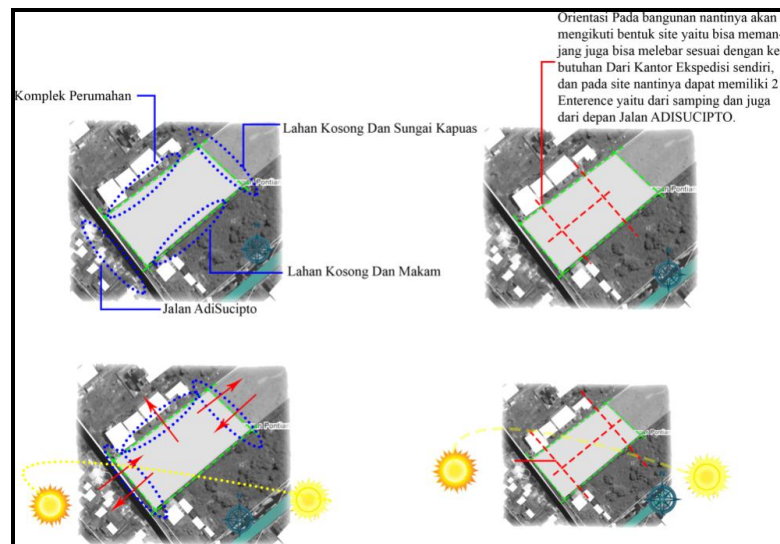 Orientasi Pada bangunan nantinya akan
mengikuti bentuk site yaitu bisa meman-
jang juga bisa melebar sesuai dengan ke
butuhan Dari Kantor Ekspedisi sendiri,
dan pada site nantinya dapat memiliki 2
Enterence yaitu dari samping dan juga
dari depan Jalan ADISUCIPTO.
Komplek Perumahan
Lahan Kosong Dan Sungai Kapuas
Lahan Kosong Dan Makam
Jalan AdiSucipto